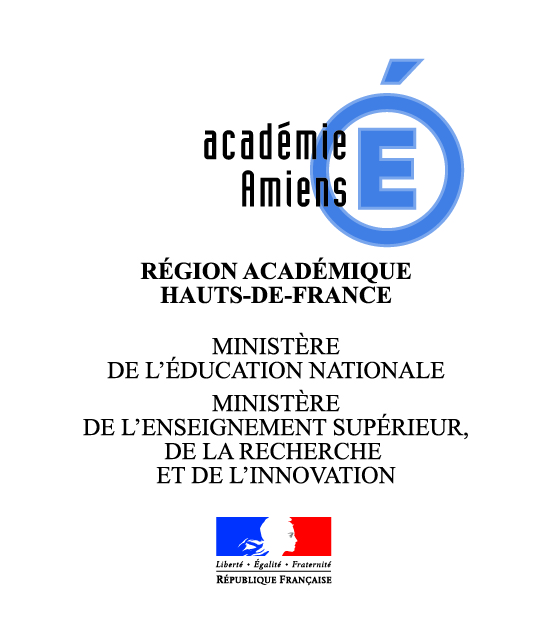 académie
Amiens
É
RÉGION ACADÉMIQUE
HAUTS-DE-FRANCE
MINISTÈRE
DE L’ÉDUCATION NATIONALE
MINISTÈRE
DE L’ENSEIGNEMENT SUPÉRIEUR,
DE LA RECHERCHE
ET DE L’INNOVATION
Liberté • Égalité • Fraternité
RÉPUBLIQUE FRANÇAISE